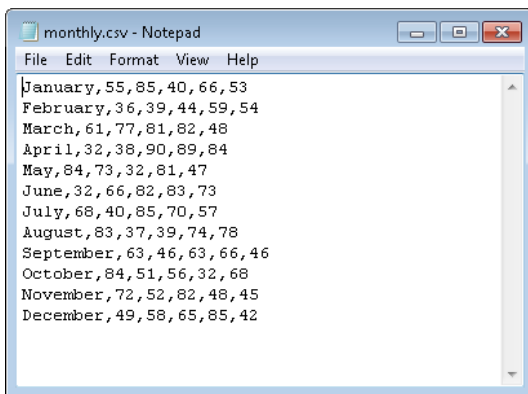 monthly.csv - Notepad
File Edit Format View Help
January,55,85,40,66,53
February,36,39,44,59,54
March,61,77,81,82,48
April,32,38,90,89,84
May,84,73,32,81,47
June,32,66,82,83,73
July,68,40,85,70,57
August,83,37,39,74,78
September,63,46,63,66,46
October,84,51,56,32,68
November,72,52,82,48,45
December,49,58,65,85,42